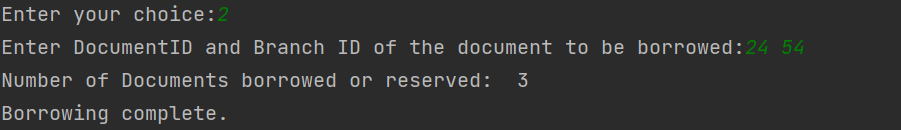 Enter your choice:2
Enter DocumentID and Branch ID of the document to be borrowed:24 54
Number of Documents borrowed or reserved:  3
Borrowing complete.